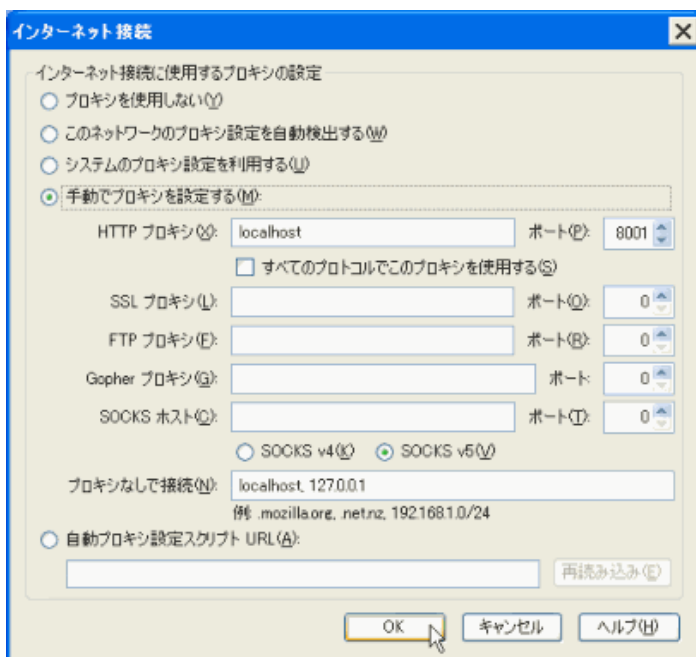 インターネット接続
インターネット接続に使用するプロキシの設定
プロキシを使用しない(Y)
このネットワークのプロキシ設定を自動検出する(W)
システムのプロキシ設定を利用する(U)
手動でプロキシを設定する(M):
HTTP プロキシ(X): localhost ポート(P): 8001
すべてのプロトコルでこのプロキシを使用する(S)
SSL プロキシ(L): ポート(O): 0
FTP プロキシ(F): ポート(R): 0
Gopher プロキシ(G): ポート: 0
SOCKS ホスト(C): ポート(T): 0
SOCKS v4(K) SOCKS v5(V)
プロキシなしで接続(N): localhost, 127.0.0.1
例: .mozilla.org, .net.nz, 192.168.1.0/24
自動プロキシ設定スクリプト URL(A):
再読み込み(E)
OK キャンセル ヘルプ(H)